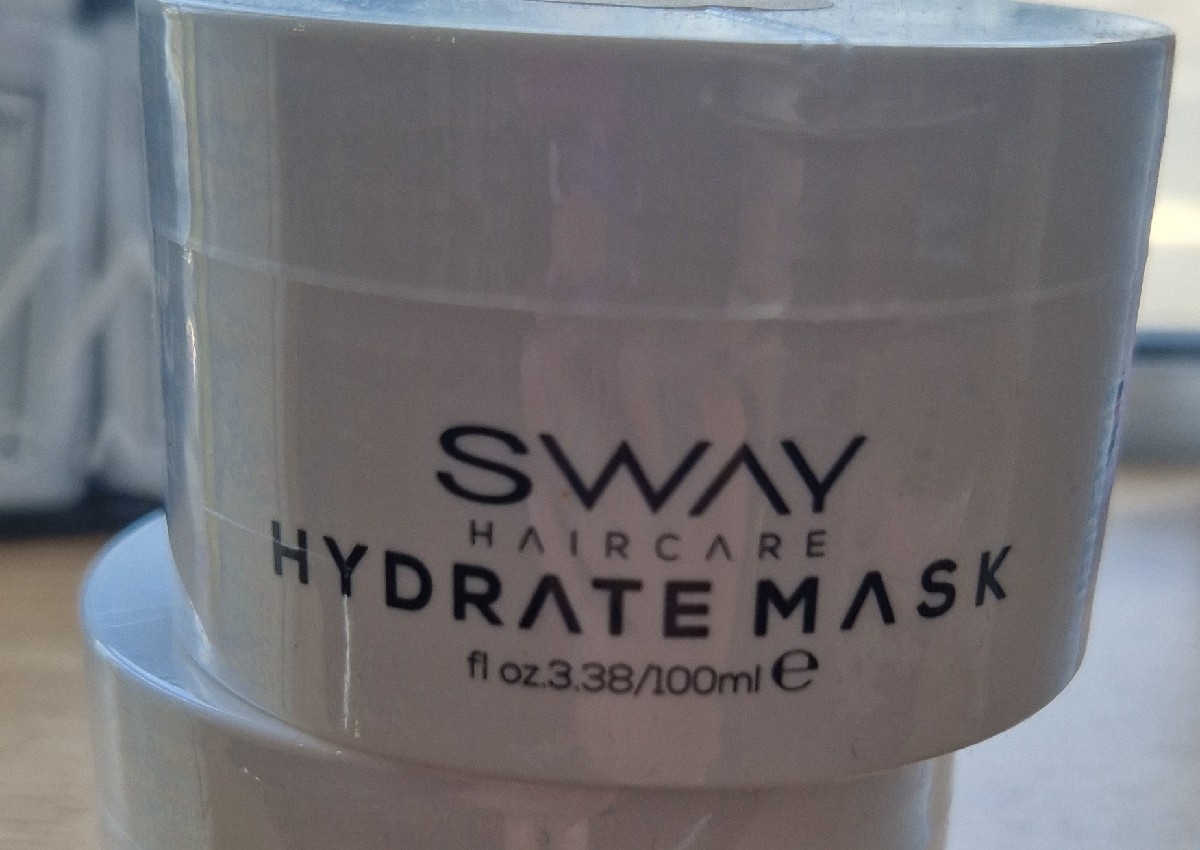 SWAY
HAIRCARE
HYDRATE MASK
fl oz.3.38/100ml ℮